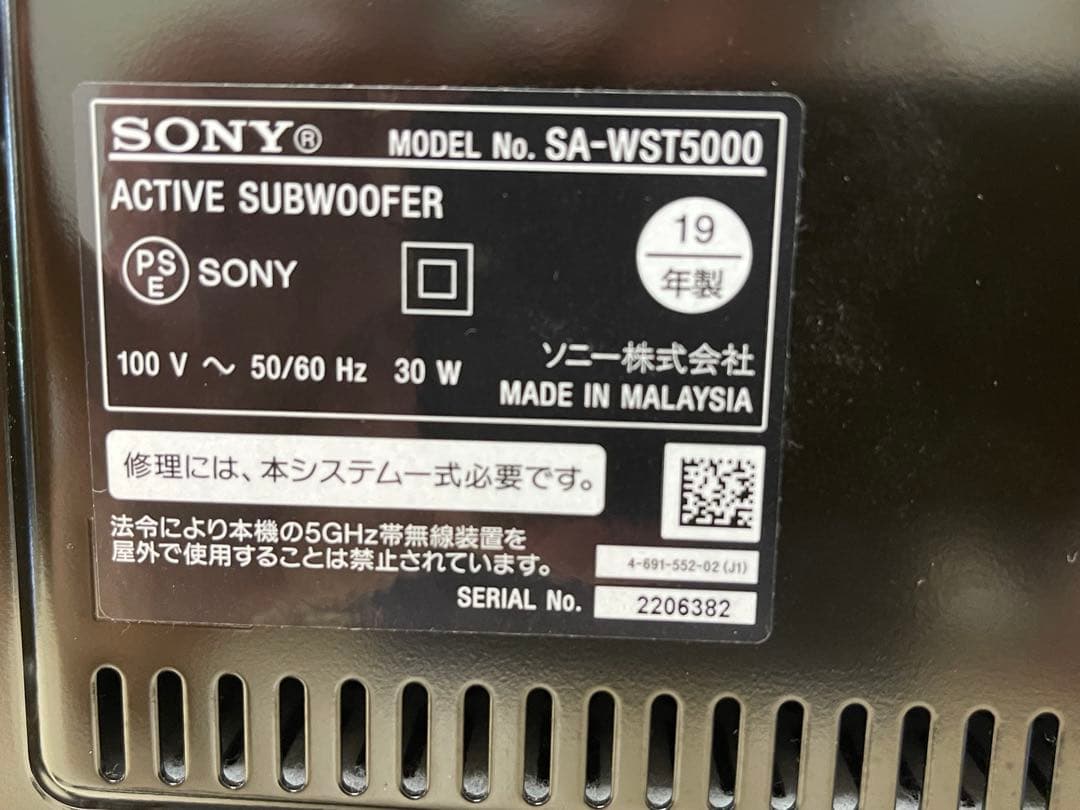 SONY® MODEL No. SA-WST5000
ACTIVE SUBWOOFER
PSE SONY
19
年製
100 V ～ 50/60 Hz 30 W
ソニー株式会社
MADE IN MALAYSIA
修理には、本システム一式必要です。
法令により本機の5GHz帯無線装置を
屋外で使用することは禁止されています。
4-691-552-02 (J1)
SERIAL No. 2206382